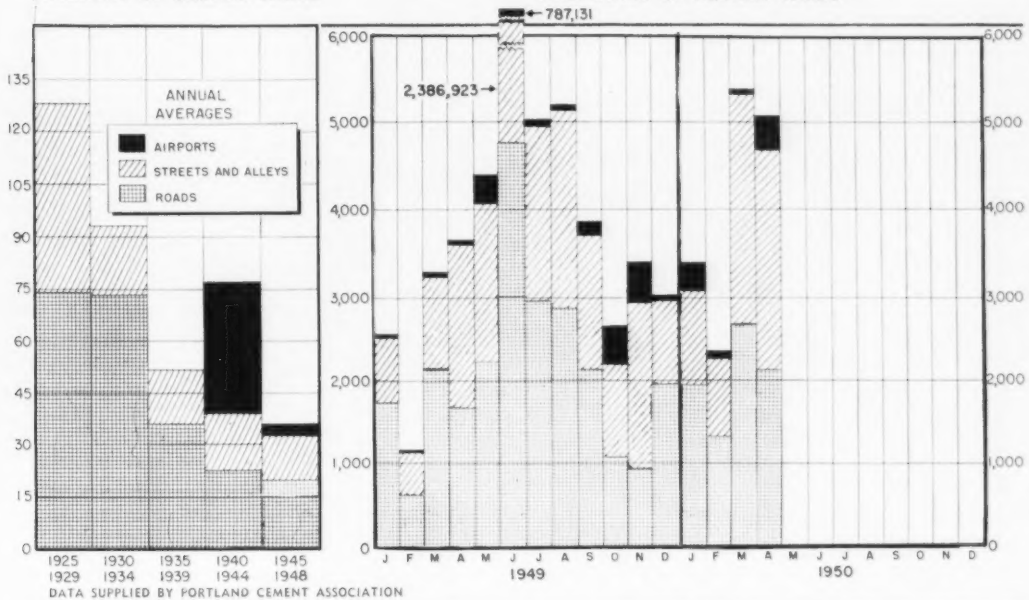 135
120
105
90
75
60
45
30
15
0
ANNUAL
AVERAGES
AIRPORTS
STREETS AND ALLEYS
ROADS
1925 1930 1935 1940 1945
1929 1934 1939 1944 1948
787,131
2,386,923
6,000 6,000
5,000 5,000
4,000 4,000
3,000 3,000
2,000 2,000
1,000 1,000
0 0
J F M A M J J A S O N D J F M A M J J A S O N D
1949 1950
DATA SUPPLIED BY PORTLAND CEMENT ASSOCIATION